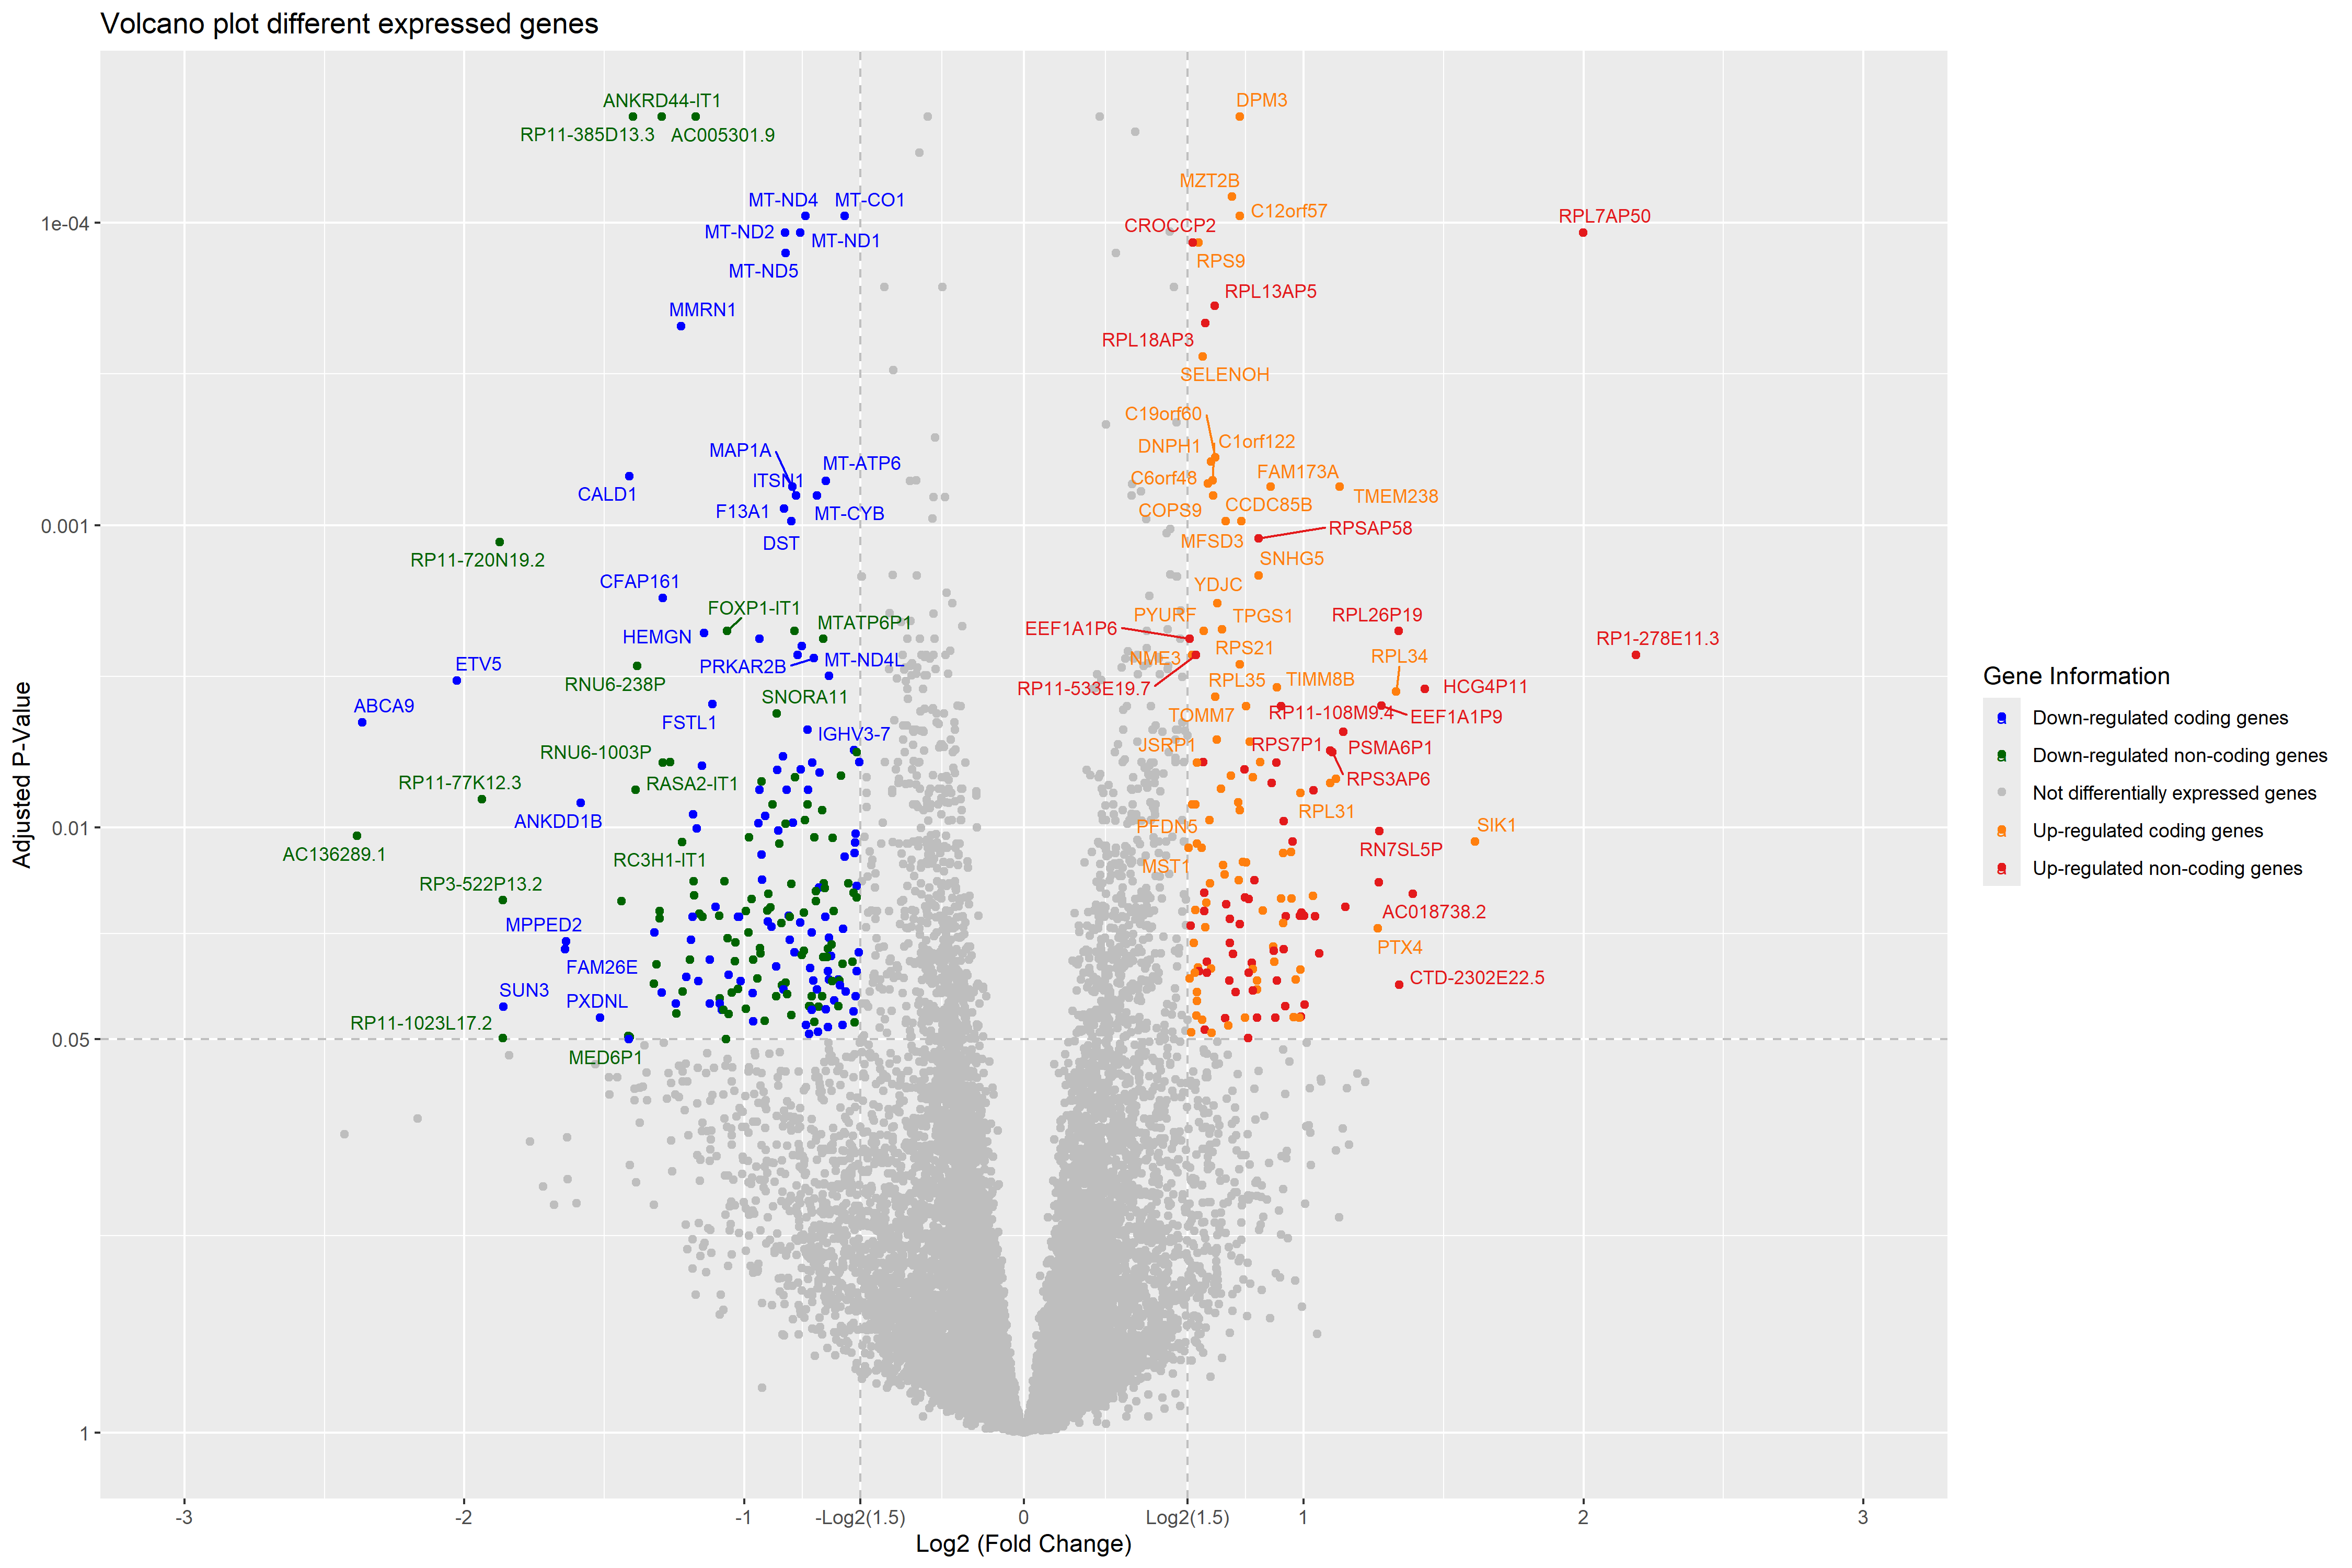 Volcano plot different expressed genes
ANKRD44-IT1
DPM3
RP11-385D13.3
AC005301.9
MZT2B
MT-ND4
MT-CO1
C12orf57
RPL7AP50
1e-04
CROCCP2
MT-ND2
MT-ND1
RPS9
MT-ND5
RPL13AP5
MMRN1
RPL18AP3
SELENOH
C19orf60
C1orf122
DNPH1
MAP1A
MT-ATP6
FAM173A
C6orf48
ITSN1
CALD1
TMEM238
CCDC85B
COPS9
F13A1
MT-CYB
0.001
RPSAP58
MFSD3
DST
RP11-720N19.2
SNHG5
CFAP161
YDJC
FOXP1-IT1
PYURF
TPGS1
RPL26P19
MTATP6P1
EEF1A1P6
HEMGN
RP1-278E11.3
RPS21
RPL34
NME3
MT-ND4L
ETV5
PRKAR2B
RPL35
TIMM8B
RNU6-238P
RP11-533E19.7
HCG4P11
SNORA11
ABCA9
TOMM7
RP11-108M9.4
EEF1A1P9
FSTL1
IGHV3-7
JSRP1
RPS7P1
PSMA6P1
RNU6-1003P
RPS3AP6
RP11-77K12.3
RASA2-IT1
RPL31
ANKDD1B
PFDN5
SIK1
0.01
AC136289.1
RC3H1-IT1
RN7SL5P
MST1
RP3-522P13.2
AC018738.2
MPPED2
PTX4
FAM26E
CTD-2302E22.5
SUN3
PXDNL
RP11-1023L17.2
0.05
MED6P1
1
Adjusted P-Value
-3
-2
-1
-Log2(1.5)
0
Log2(1.5)
1
2
3
Log2 (Fold Change)
Gene Information
Down-regulated coding genes
Down-regulated non-coding genes
Not differentially expressed genes
Up-regulated coding genes
Up-regulated non-coding genes